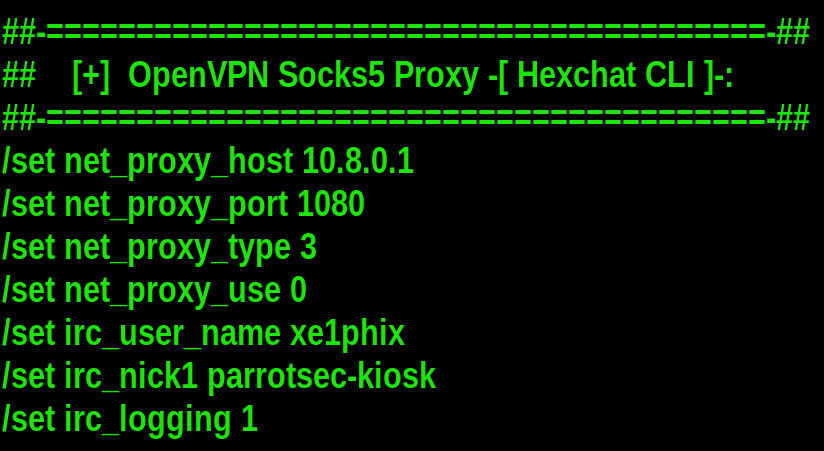 ##-========================================-##
##    [+]  OpenVPN Socks5 Proxy -[ Hexchat CLI ]-:
##-========================================-##
/set net_proxy_host 10.8.0.1
/set net_proxy_port 1080
/set net_proxy_type 3
/set net_proxy_use 0
/set irc_user_name xe1phix
/set irc_nick1 parrotsec-kiosk
/set irc_logging 1